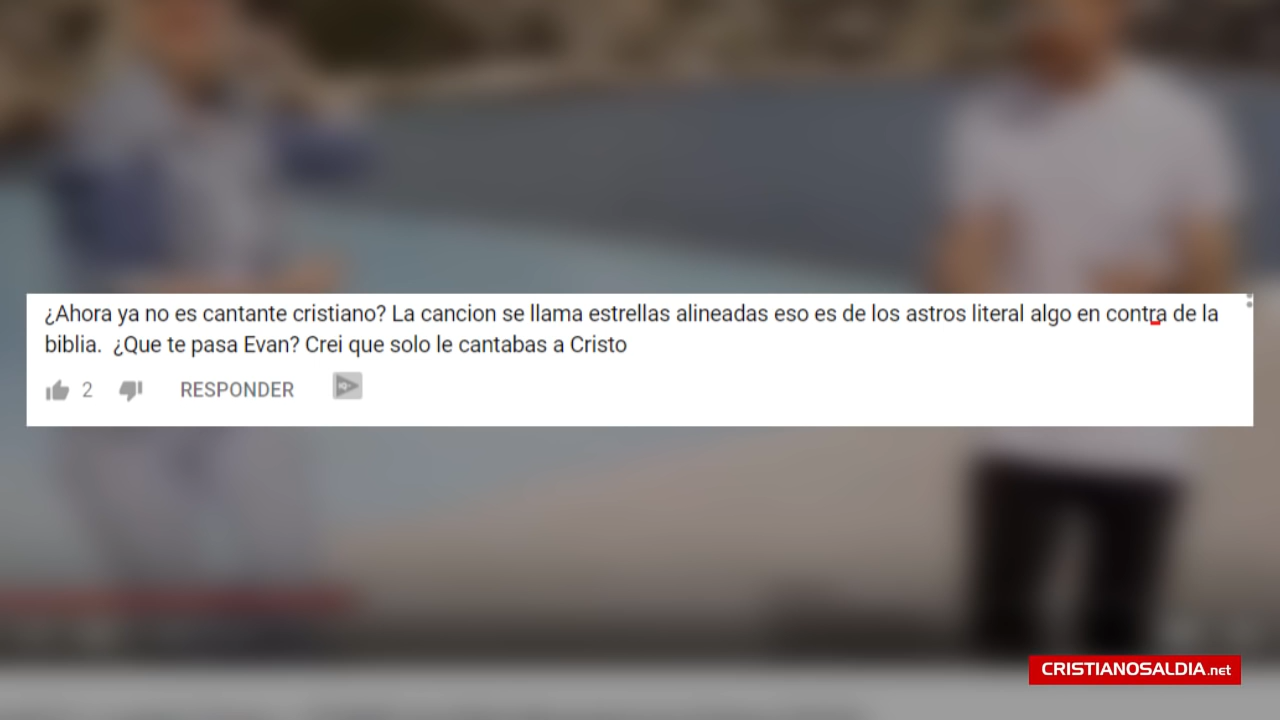 ¿Ahora ya no es cantante cristiano? La cancion se llama estrellas alineadas eso es de los astros literal algo en contra de la
biblia.  ¿Que te pasa Evan? Crei que solo le cantabas a Cristo
2 RESPONDER
CRISTIANOSALDIA.net